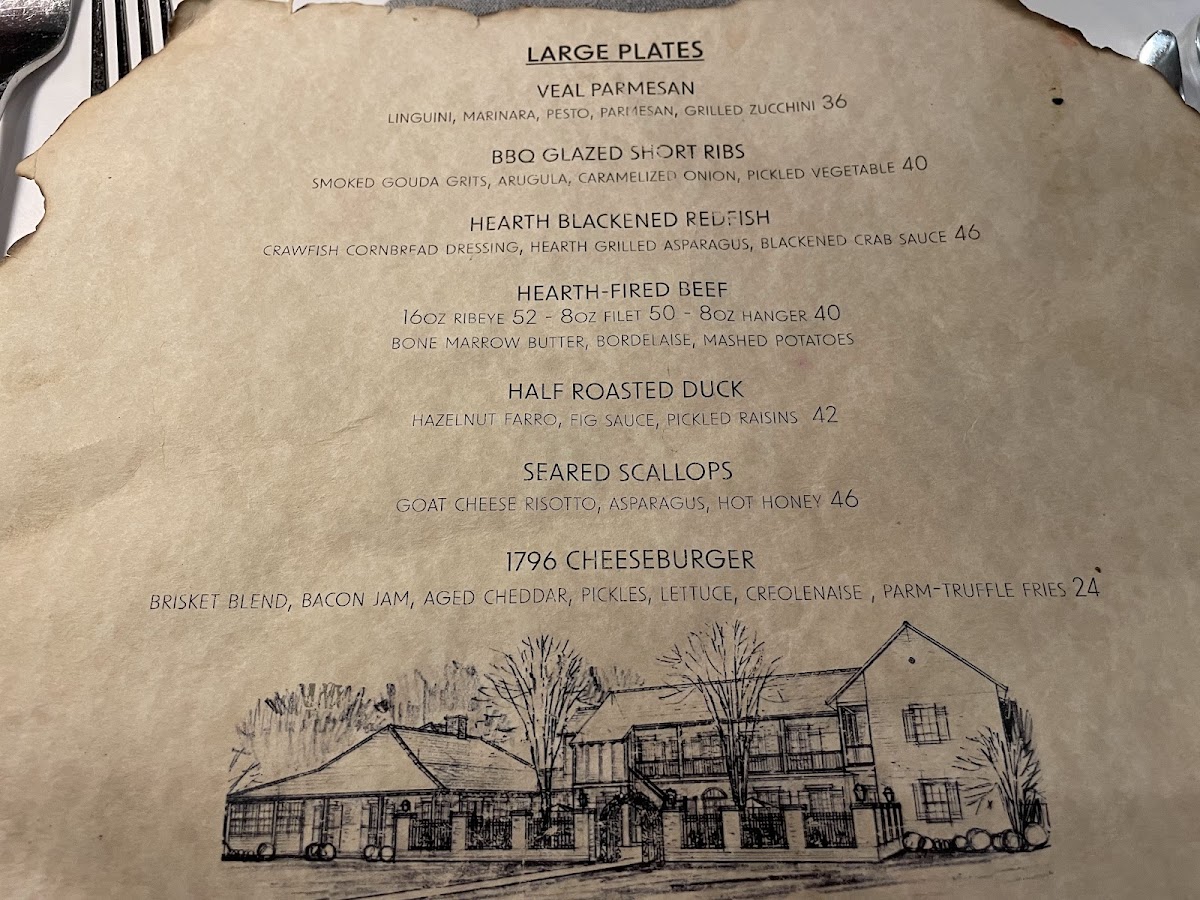 LARGE PLATES
VEAL PARMESAN
LINGUINI, MARINARA, PESTO, PARMESAN, GRILLED ZUCCHINI 36
BBQ GLAZED SHORT RIBS
SMOKED GOUDA GRITS, ARUGULA, CARAMELIZED ONION, PICKLED VEGETABLE 40
HEARTH BLACKENED REDFISH
CRAWFISH CORNBREAD DRESSING, HEARTH GRILLED ASPARAGUS, BLACKENED CRAB SAUCE 46
HEARTH-FIRED BEEF
16OZ RIBEYE 52 - 8OZ FILET 50 - 8OZ HANGER 40
BONE MARROW BUTTER, BORDELAISE, MASHED POTATOES
HALF ROASTED DUCK
HAZELNUT FARRO, FIG SAUCE, PICKLED RAISINS 42
SEARED SCALLOPS
GOAT CHEESE RISOTTO, ASPARAGUS, HOT HONEY 46
1796 CHEESEBURGER
BRISKET BLEND, BACON JAM, AGED CHEDDAR, PICKLES, LETTUCE, CREOLENAISE , PARM-TRUFFLE FRIES 24